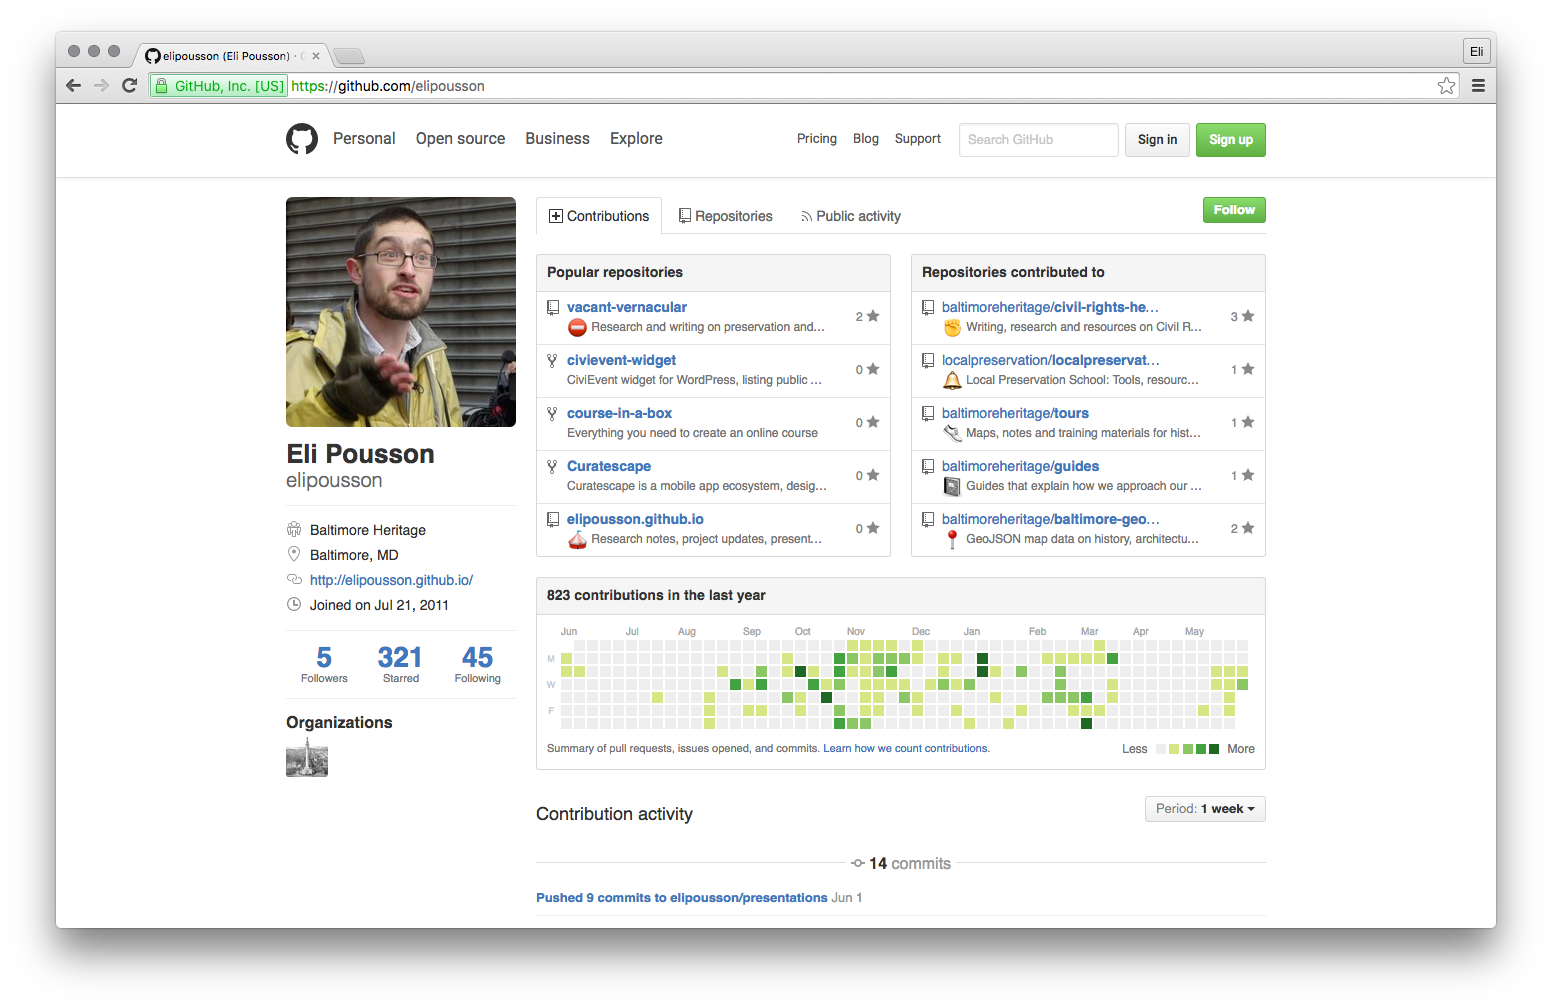 elipousson (Eli Pousson) ·
Eli
GitHub, Inc. [US] https://github.com/elipousson
Personal Open source Business Explore Pricing Blog Support Search GitHub Sign in Sign up
Contributions Repositories Public activity Follow
Eli Pousson
elipousson
Baltimore Heritage
Baltimore, MD
http://elipousson.github.io/
Joined on Jul 21, 2011
5 321 45
Followers Starred Following
Organizations
Popular repositories
vacant-vernacular
Research and writing on preservation and... 2
civievent-widget
CiviEvent widget for WordPress, listing public ... 0
course-in-a-box
Everything you need to create an online course 0
Curatescape
Curatescape is a mobile app ecosystem, desig... 0
elipousson.github.io
Research notes, project updates, present... 0
Repositories contributed to
baltimoreheritage/civil-rights-he...
Writing, research and resources on Civil R... 3
localpreservation/localpreservat...
Local Preservation School: Tools, resourc... 1
baltimoreheritage/tours
Maps, notes and training materials for hist... 1
baltimoreheritage/guides
Guides that explain how we approach our ... 1
baltimoreheritage/baltimore-geo...
GeoJSON map data on history, architectu... 2
823 contributions in the last year
Jun Jul Aug Sep Oct Nov Dec Jan Feb Mar Apr May
M
W
F
Summary of pull requests, issues opened, and commits. Learn how we count contributions. Less More
Contribution activity Period: 1 week
14 commits
Pushed 9 commits to elipousson/presentations Jun 1